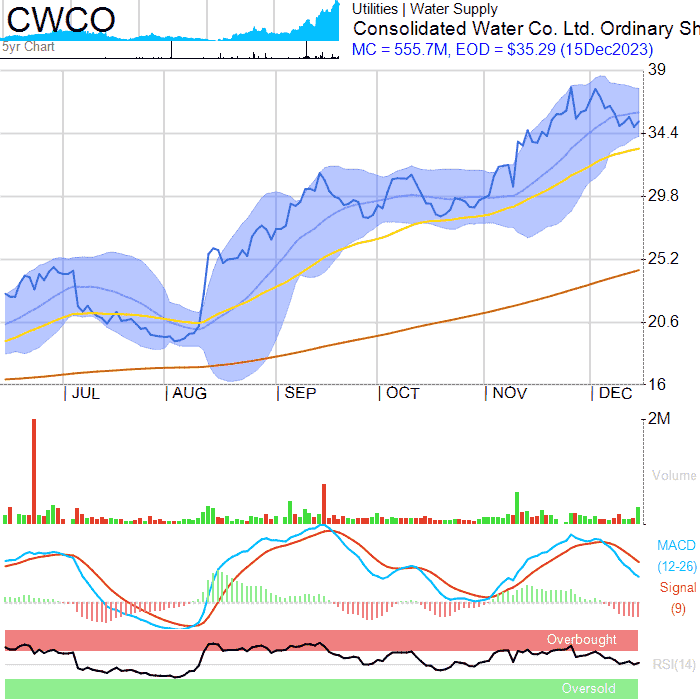 CWCO
5yr Chart
Utilities | Water Supply
Consolidated Water Co. Ltd. Ordinary Sh
MC = 555.7M, EOD = $35.29 (15Dec2023)
39
34.4
29.8
25.2
20.6
16
JUL
AUG
SEP
OCT
NOV
DEC
2M
Volume
MACD
(12-26)
Signal
(9)
Overbought
RSI(14)
Oversold